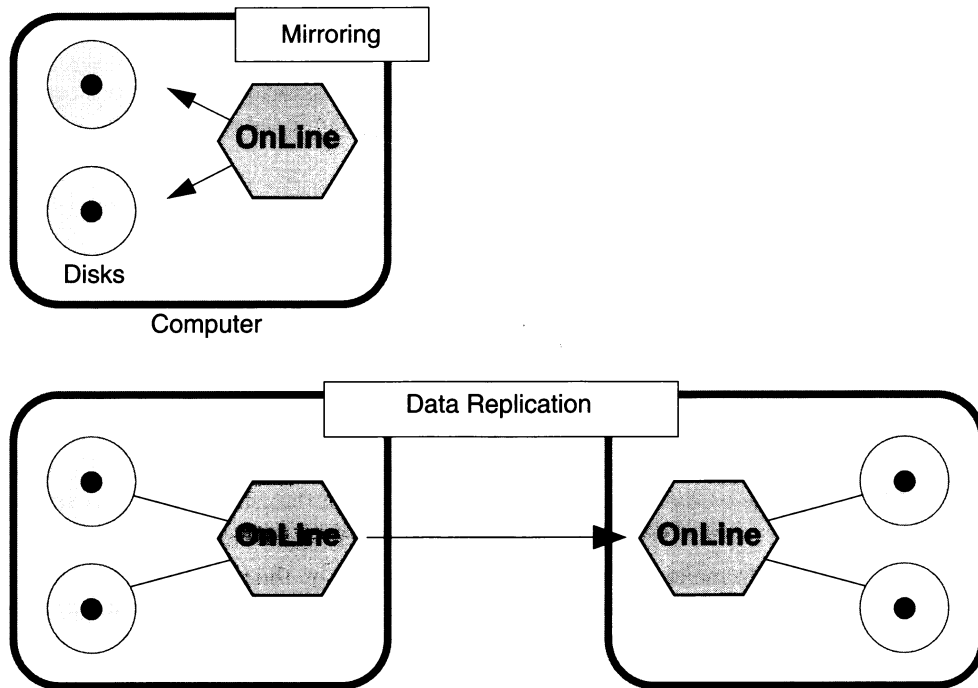 Mirroring
OnLine
Disks
Computer
Data Replication
OnLine
OnLine